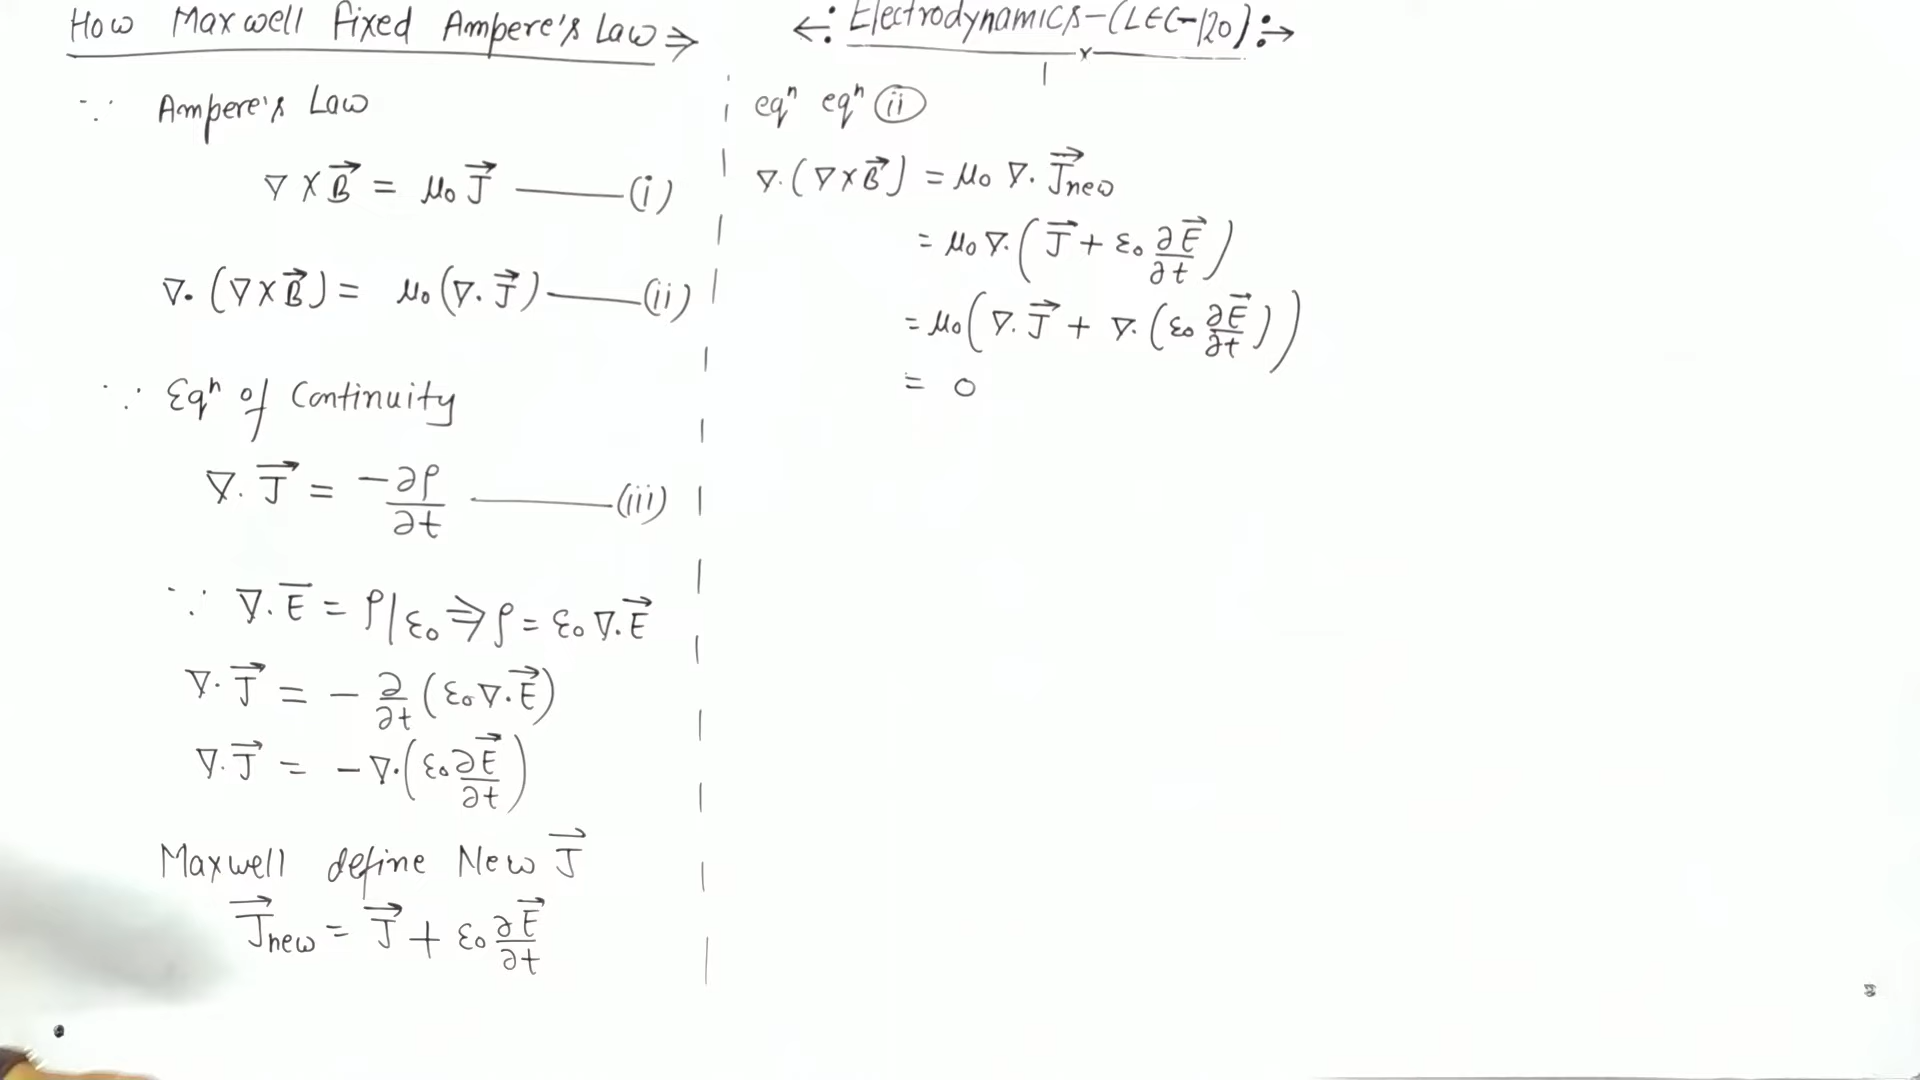 How Maxwell Fixed Ampere's Law ⇒
∵ Ampere's Law
∇ × B⃗ = μ₀ J⃗ ——— (i)
∇. (∇ × B⃗) = μ₀ (∇. J⃗) ——— (ii)
∵ Eqⁿ of Continuity
∇. J⃗ = -∂ρ/∂t ——— (iii)
∵ ∇. E̅ = ρ/ε₀ ⇒ ρ = ε₀ ∇. E⃗
∇. J⃗ = - ∂/∂t (ε₀ ∇. E⃗)
∇. J⃗ = - ∇. (ε₀ ∂E⃗/∂t)
Maxwell define New J⃗
J⃗new = J⃗ + ε₀ ∂E⃗/∂t
←: Electrodynamics-(LEC-120) :→
eqⁿ eqⁿ (ii)
∇. (∇ × B⃗) = μ₀ ∇. J⃗new
= μ₀ ∇. (J⃗ + ε₀ ∂E⃗/∂t)
= μ₀ (∇. J⃗ + ∇. (ε₀ ∂E⃗/∂t))
= 0